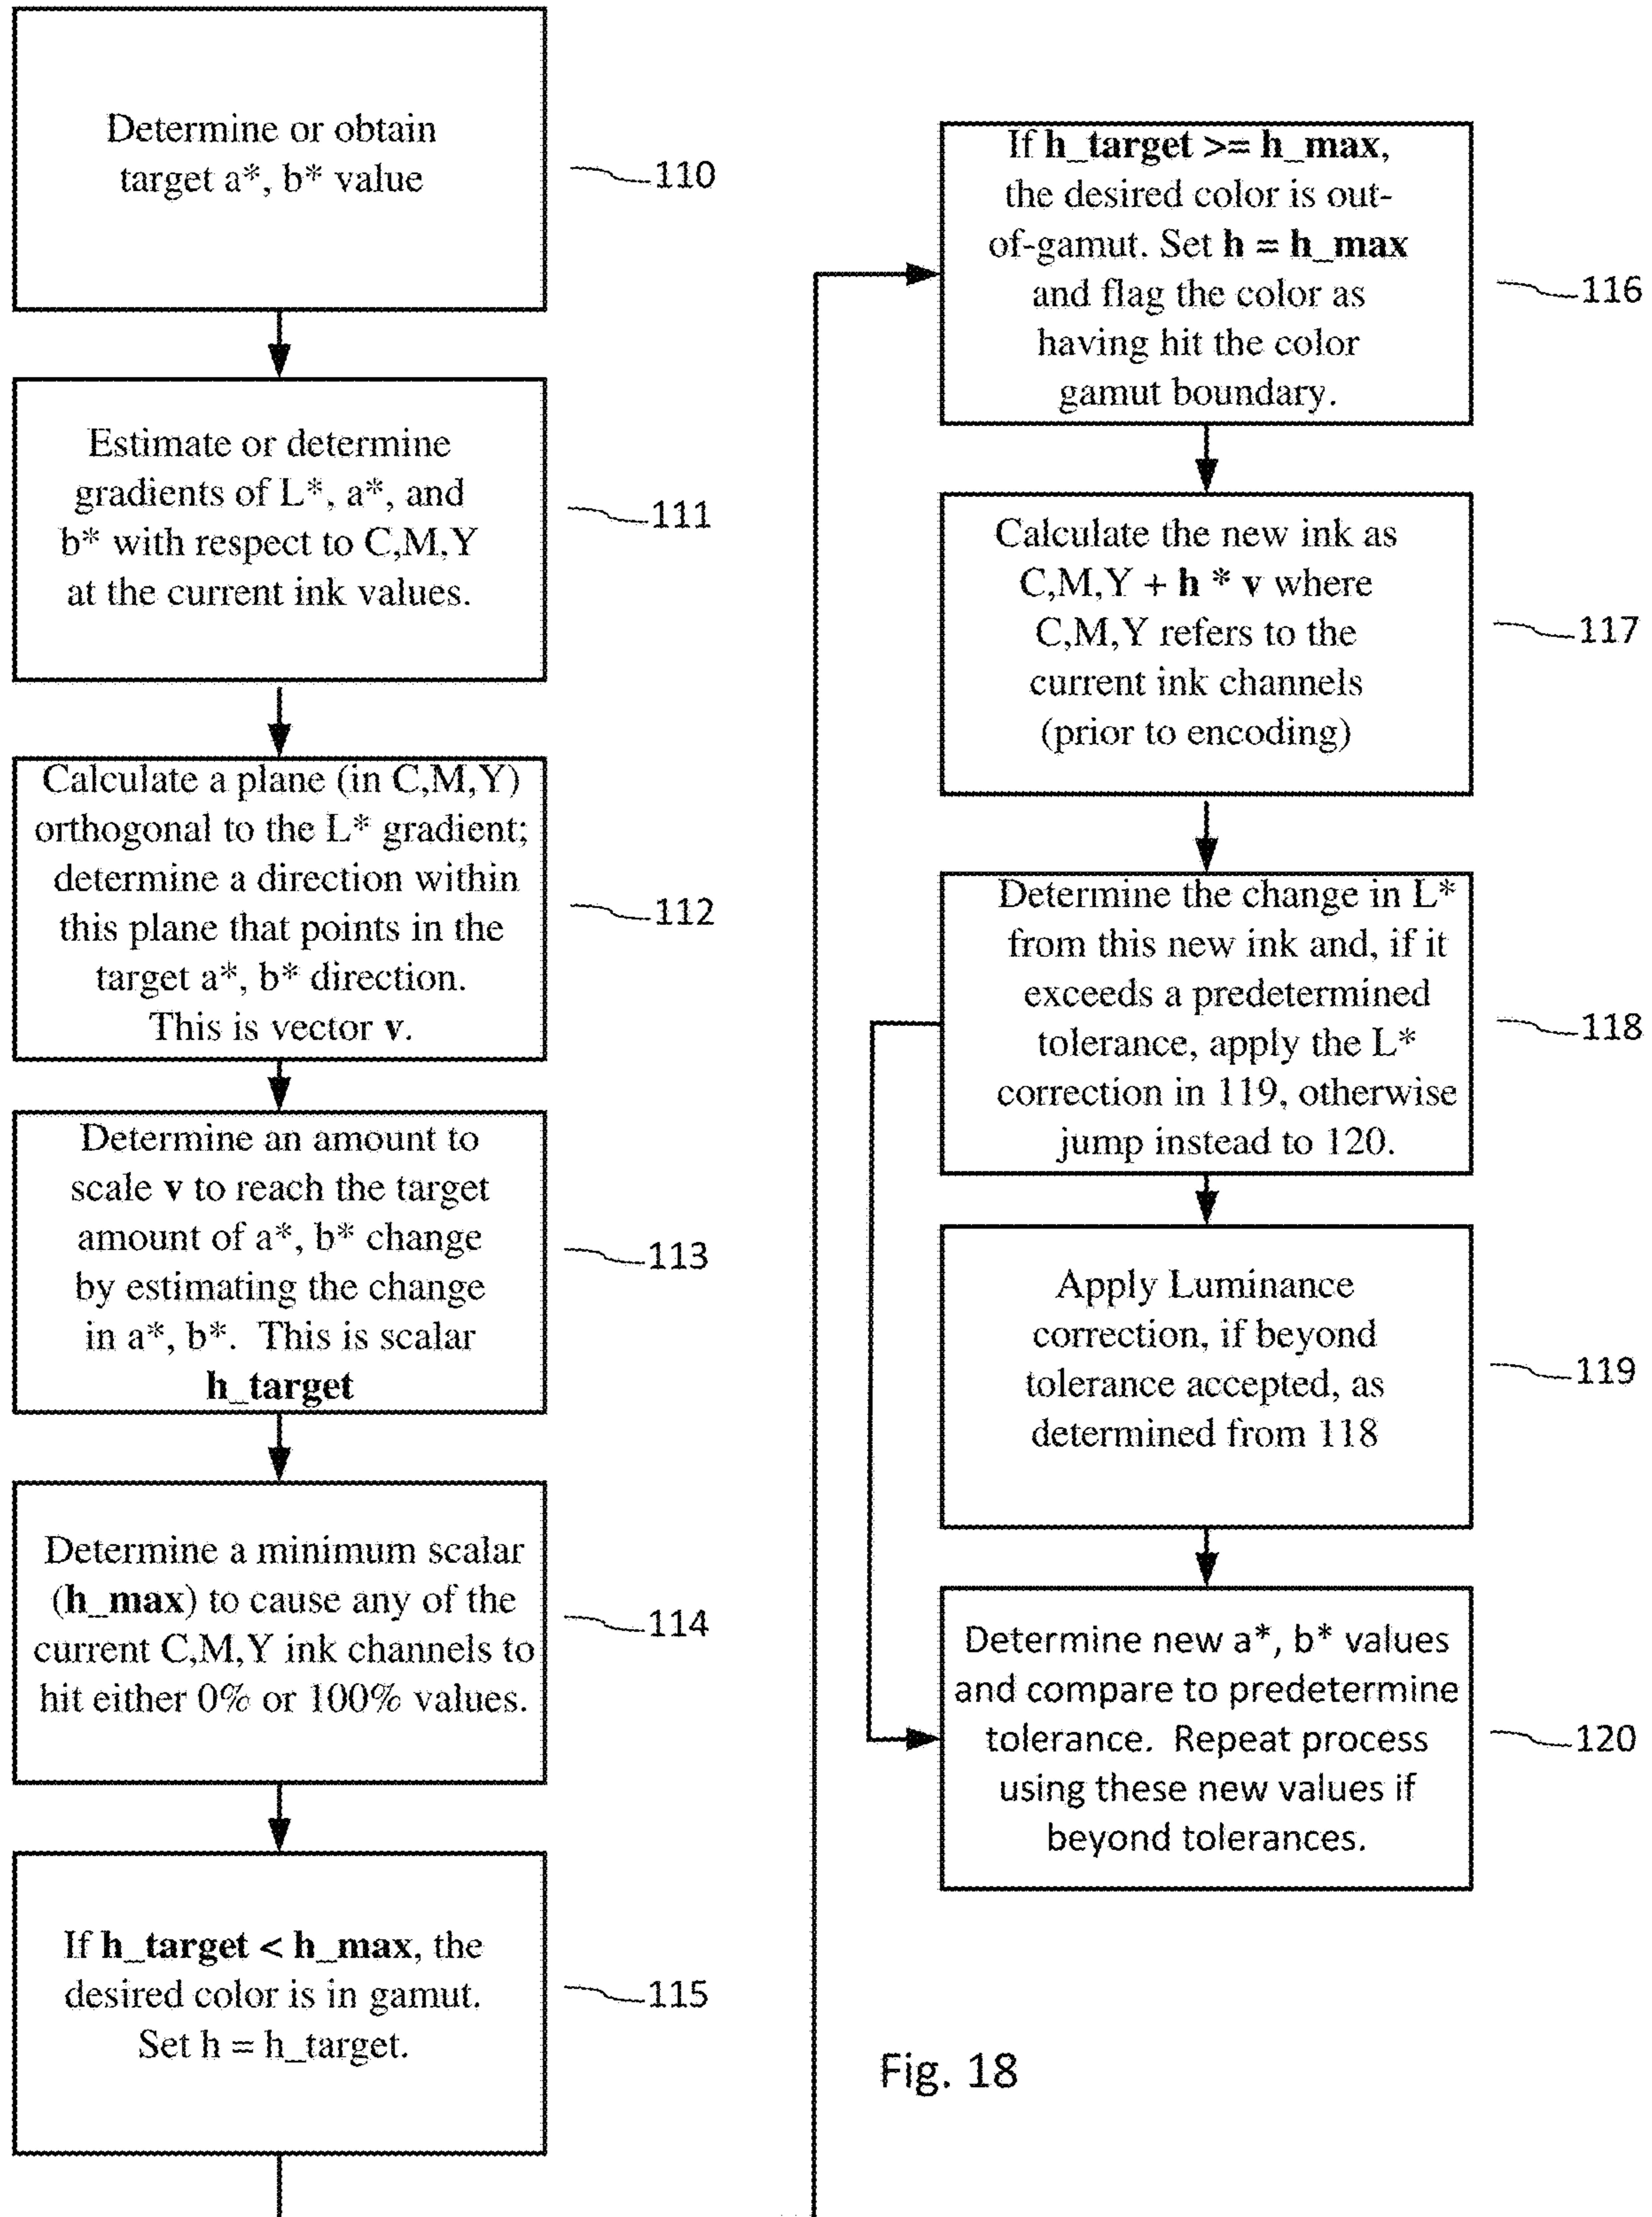 Determine or obtain
target a*, b* value
110
Estimate or determine
gradients of L*, a*, and
b* with respect to C,M,Y
at the current ink values.
111
Calculate a plane (in C,M,Y)
orthogonal to the L* gradient;
determine a direction within
this plane that points in the
target a*, b* direction.
This is vector v.
112
Determine an amount to
scale v to reach the target
amount of a*, b* change
by estimating the change
in a*, b*. This is scalar
h_target
113
Determine a minimum scalar
(h_max) to cause any of the
current C,M,Y ink channels to
hit either 0% or 100% values.
114
If h_target < h_max, the
desired color is in gamut.
Set h = h_target.
115
If h_target >= h_max,
the desired color is out-
of-gamut. Set h = h_max
and flag the color as
having hit the color
gamut boundary.
116
Calculate the new ink as
C,M,Y + h * v where
C,M,Y refers to the
current ink channels
(prior to encoding)
117
Determine the change in L*
from this new ink and, if it
exceeds a predetermined
tolerance, apply the L*
correction in 119, otherwise
jump instead to 120.
118
Apply Luminance
correction, if beyond
tolerance accepted, as
determined from 118
119
Determine new a*, b* values
and compare to predetermine
tolerance. Repeat process
using these new values if
beyond tolerances.
120
Fig. 18